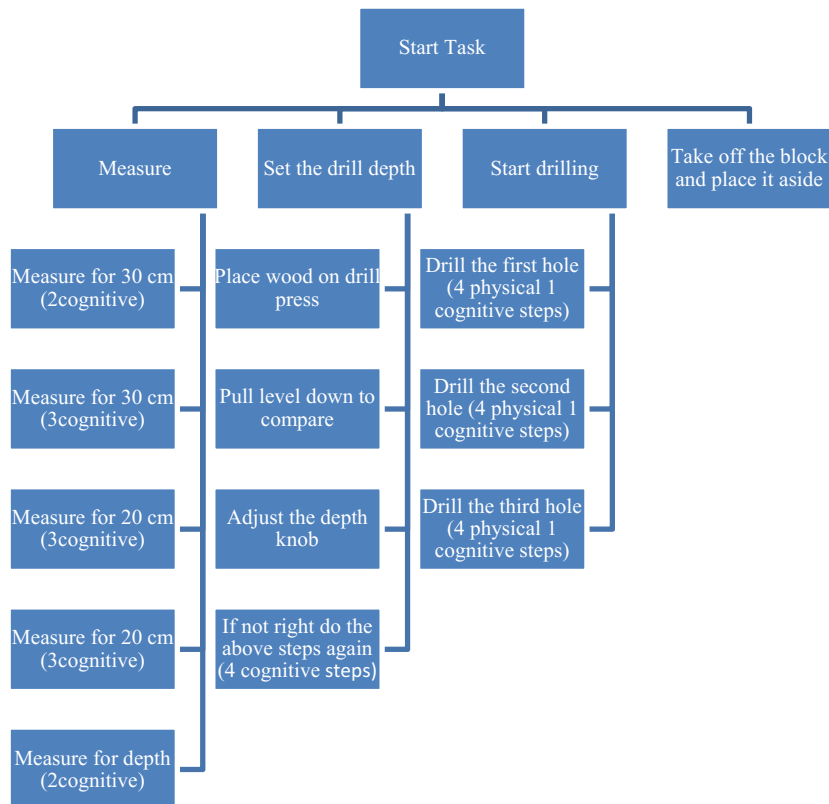 Start Task
Measure
Set the drill depth
Start drilling
Take off the block
and place it aside
Measure for 30 cm
(2cognitive)
Measure for 30 cm
(3cognitive)
Measure for 20 cm
(3cognitive)
Measure for 20 cm
(3cognitive)
Measure for depth
(2cognitive)
Place wood on drill
press
Pull level down to
compare
Adjust the depth
knob
If not right do the
above steps again
(4 cognitive steps)
Drill the first hole
(4 physical 1
cognitive steps)
Drill the second
hole (4 physical 1
cognitive steps)
Drill the third hole
(4 physical 1
cognitive steps)